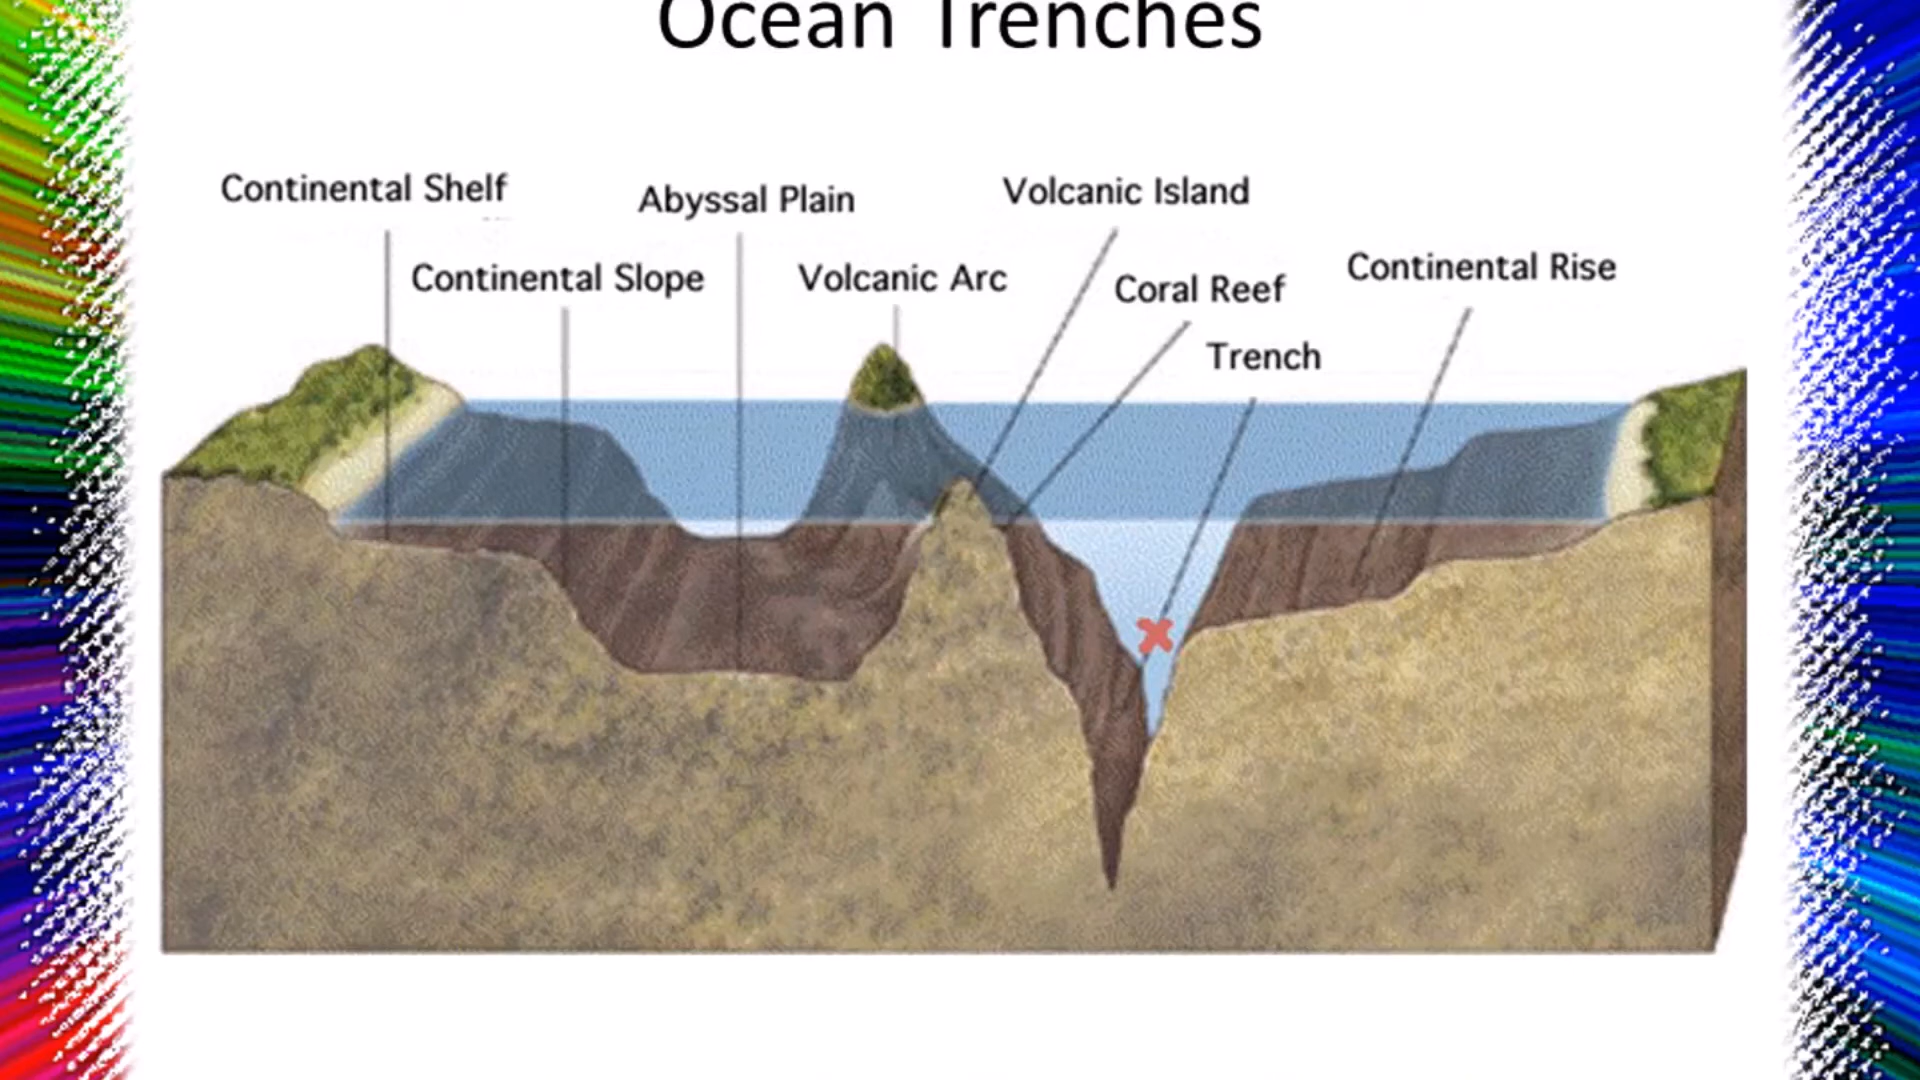 Ocean Trenches
Continental Shelf
Abyssal Plain
Volcanic Island
Continental Slope
Volcanic Arc
Coral Reef
Continental Rise
Trench